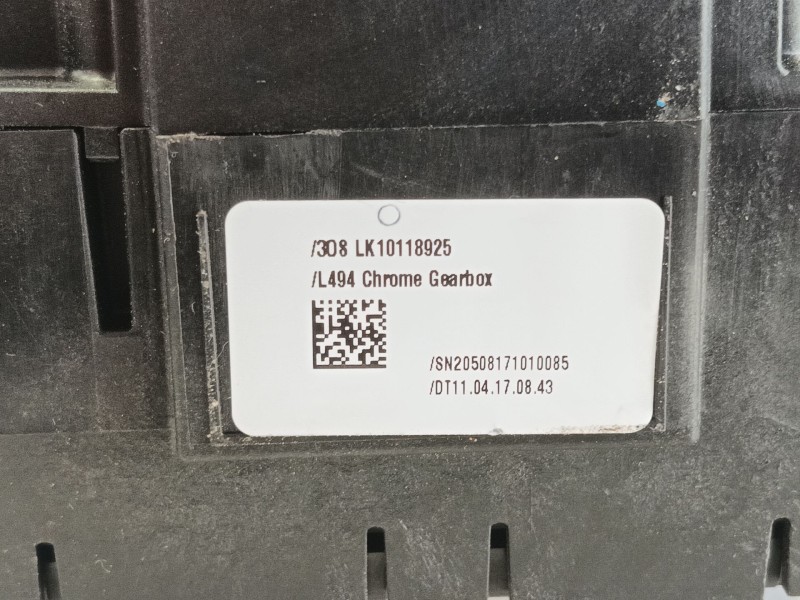 /308 LK10118925
/L494 Chrome Gearbox
/SN20508171010085
/DT11.04.17.08.43